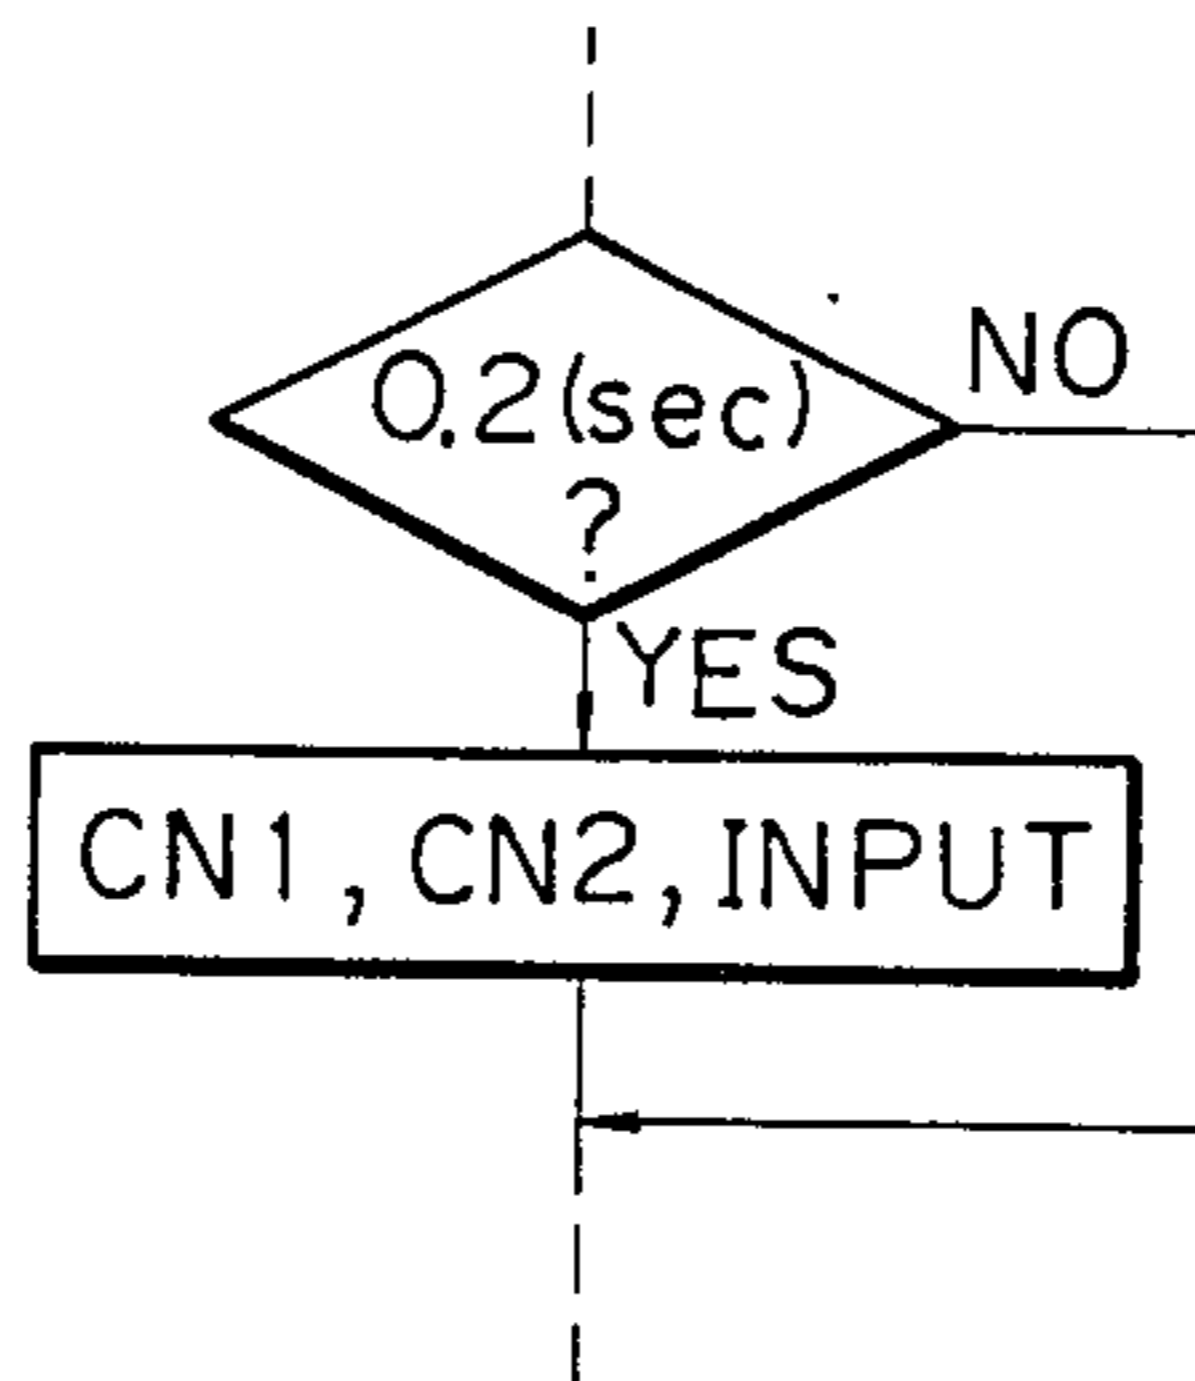 NO
0.2(sec)
?
YES
CN1, CN2, INPUT